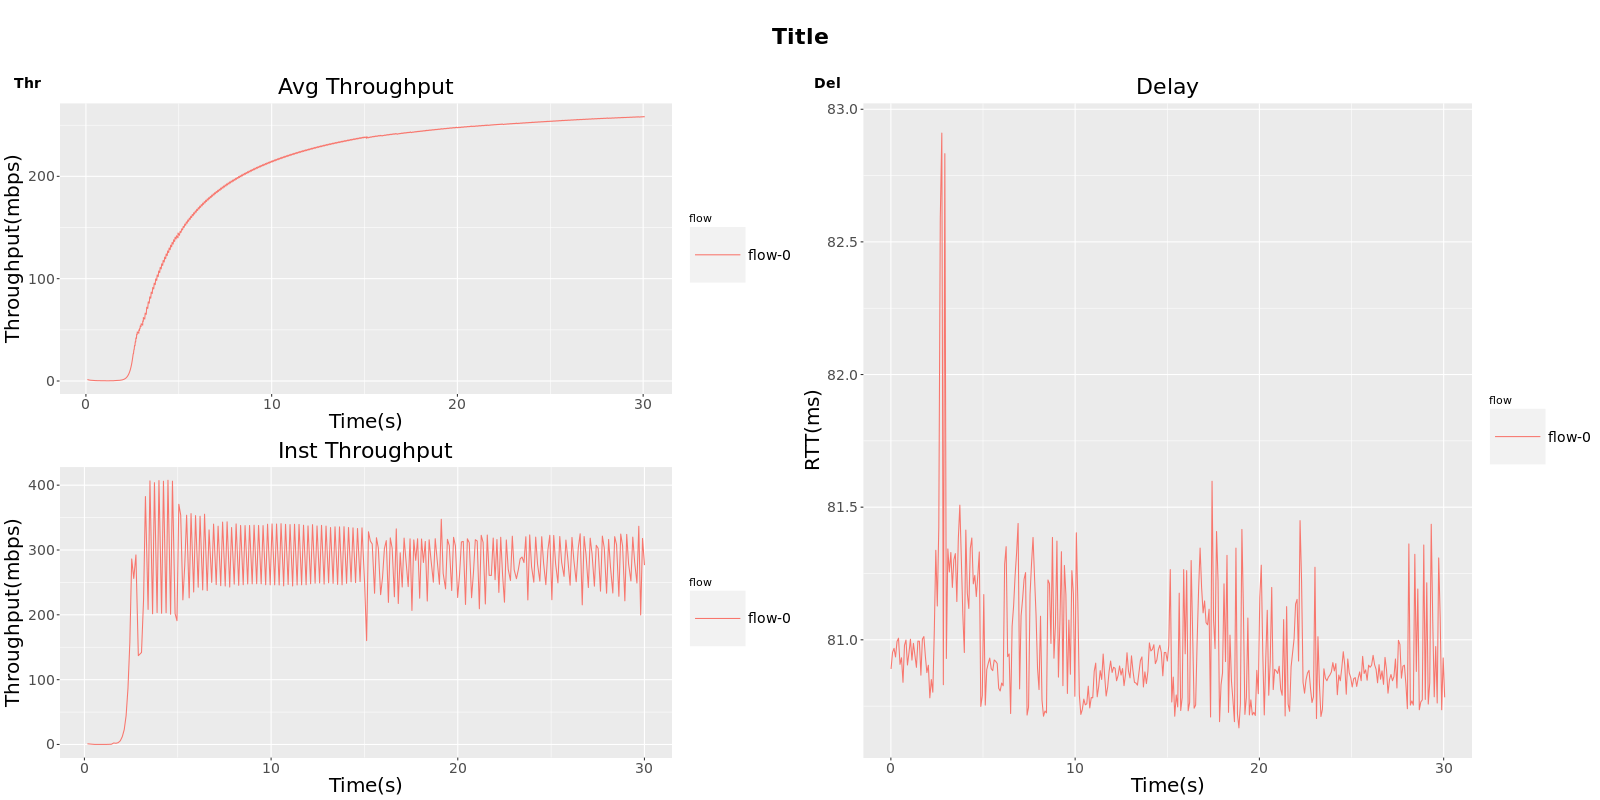 Title
Thr
Avg Throughput
Throughput(mbps)
200
100
0
0 10 20 30
Time(s)
flow
flow-0
Inst Throughput
Throughput(mbps)
400
300
200
100
0
0 10 20 30
Time(s)
flow
flow-0
Del
Delay
RTT(ms)
83.0
82.5
82.0
81.5
81.0
0 10 20 30
Time(s)
flow
flow-0